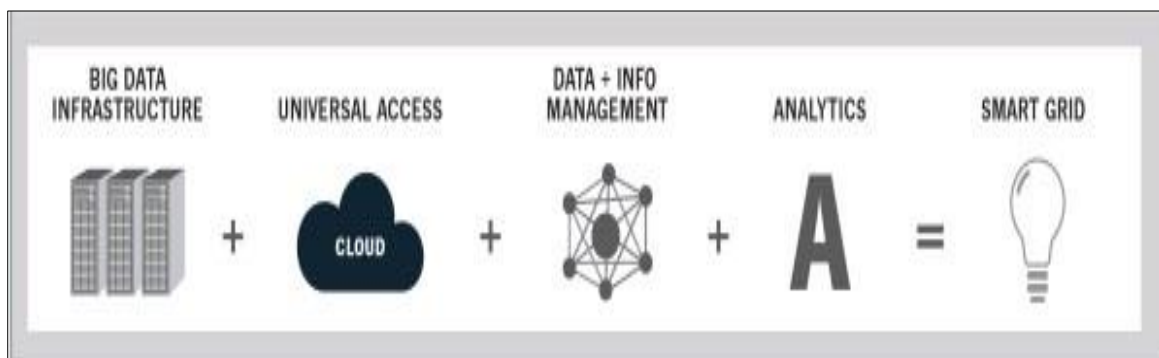 BIG DATA
INFRASTRUCTURE
UNIVERSAL ACCESS
DATA + INFO
MANAGEMENT
ANALYTICS
SMART GRID
+
CLOUD
+
+
A
=